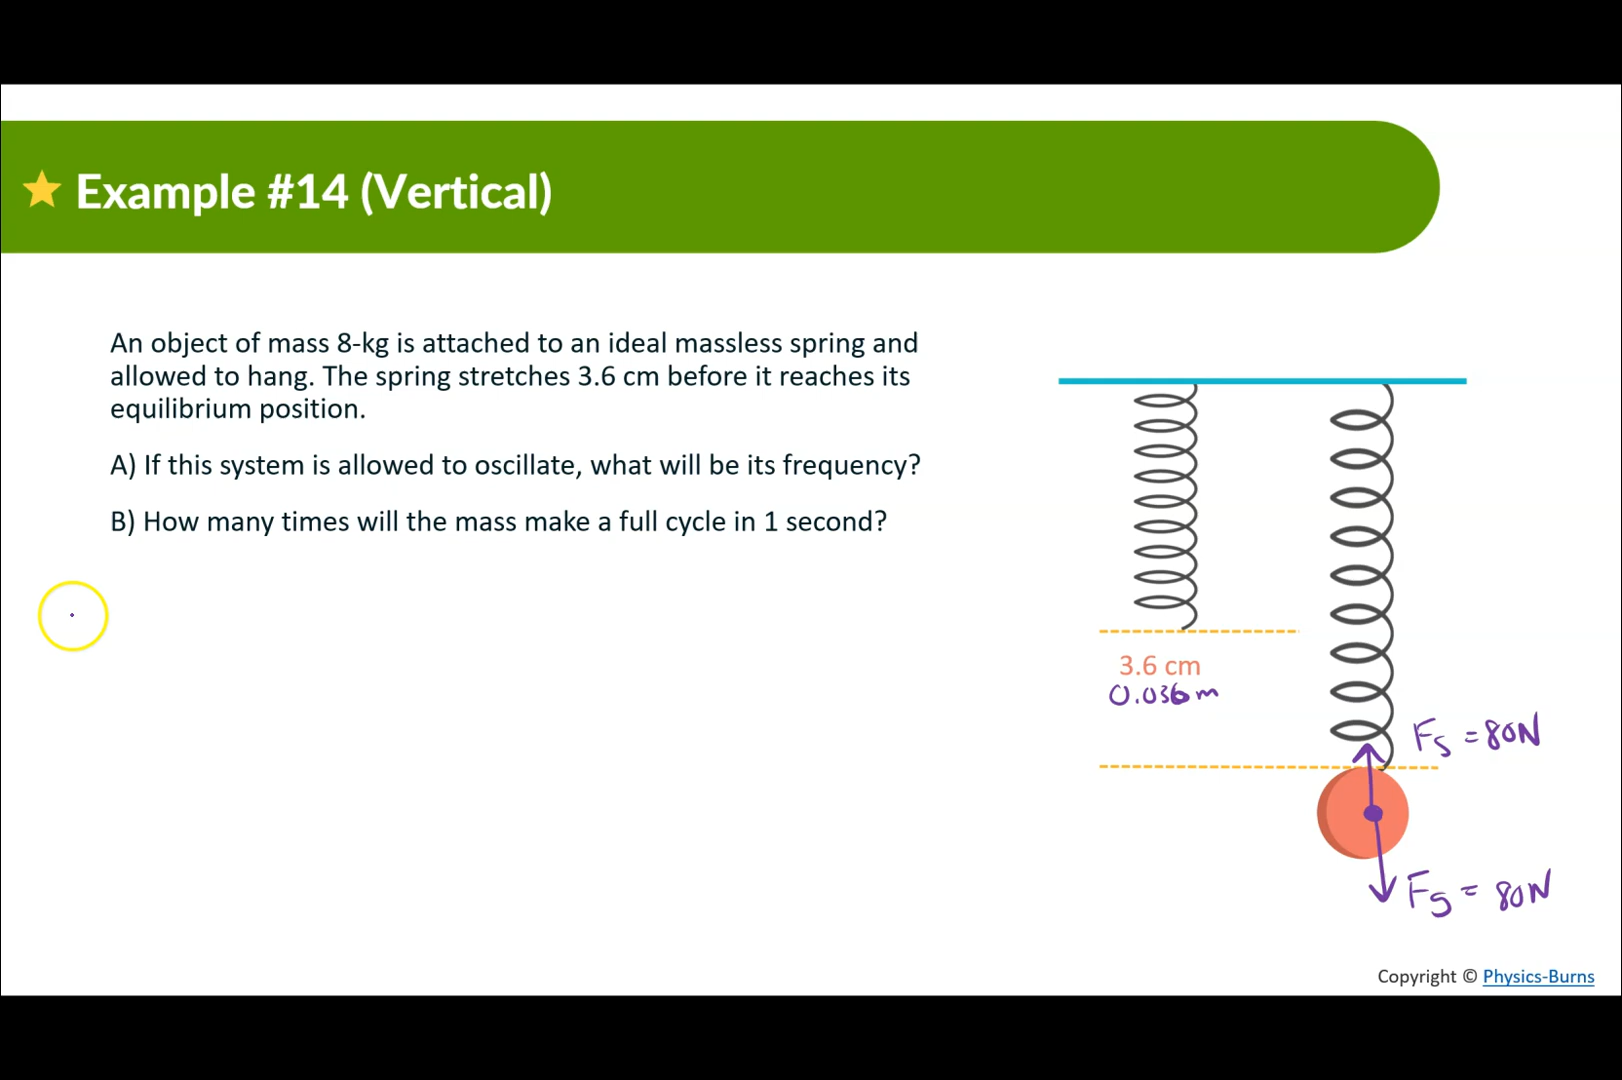 Example #14 (Vertical)
An object of mass 8-kg is attached to an ideal massless spring and
allowed to hang. The spring stretches 3.6 cm before it reaches its
equilibrium position.
A) If this system is allowed to oscillate, what will be its frequency?
B) How many times will the mass make a full cycle in 1 second?
3.6 cm
0.036m
Fs = 80N
Fg = 80N
Copyright © Physics-Burns